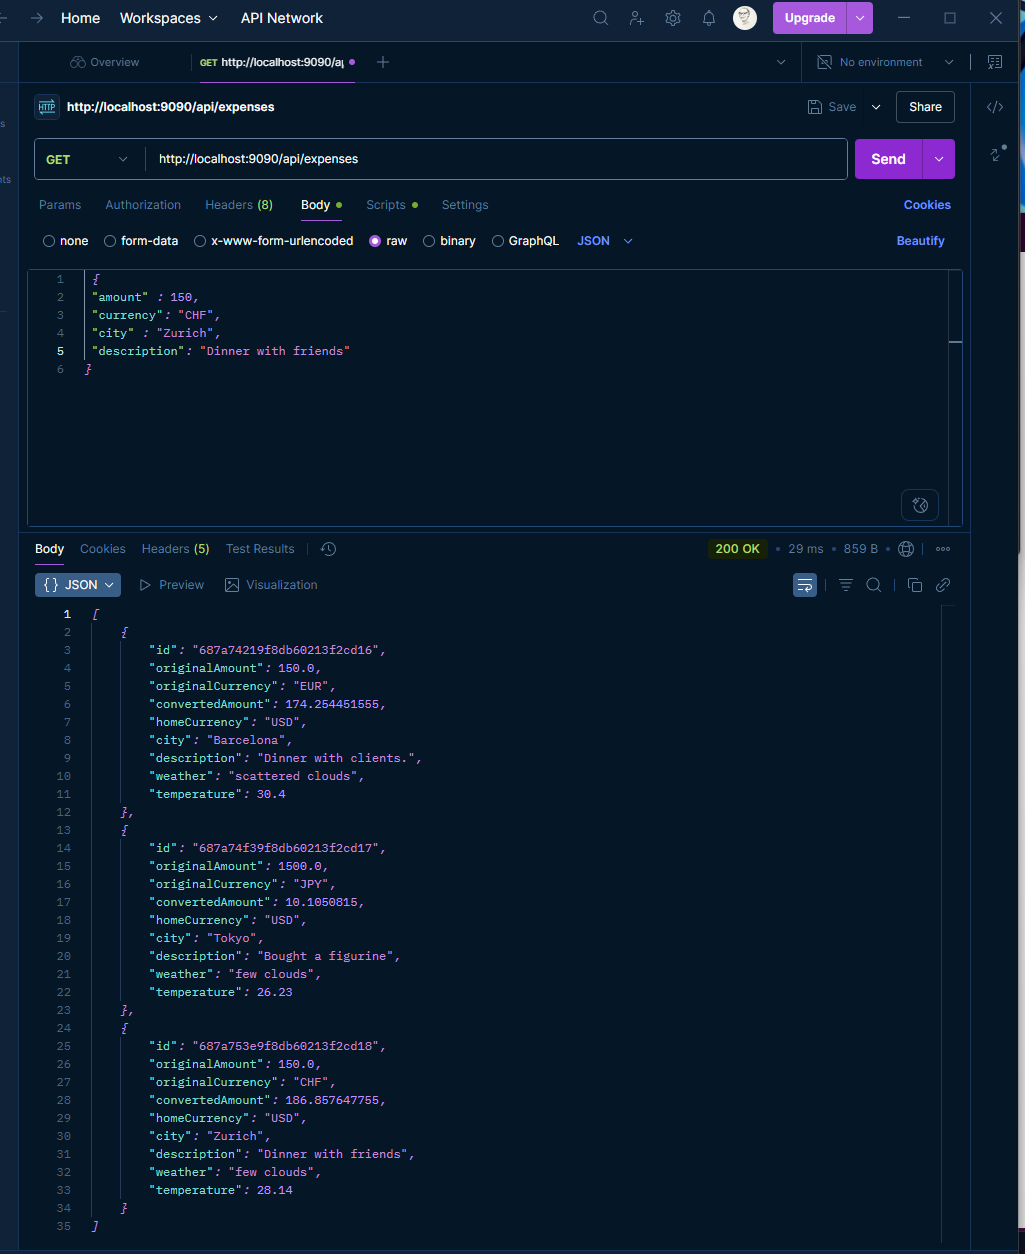 Home Workspaces API Network Upgrade
Overview GET http://localhost:9090/ap No environment
HTTP http://localhost:9090/api/expenses Save Share
GET http://localhost:9090/api/expenses Send
Params Authorization Headers (8) Body Scripts Settings Cookies
none form-data x-www-form-urlencoded raw binary GraphQL JSON Beautify
1 {
2 "amount" : 150,
3 "currency": "CHF",
4 "city" : "Zurich",
5 "description": "Dinner with friends"
6 }
Body Cookies Headers (5) Test Results 200 OK • 29 ms • 859 B •
{} JSON Preview Visualization
1 [
2 {
3 "id": "687a74219f8db60213f2cd16",
4 "originalAmount": 150.0,
5 "originalCurrency": "EUR",
6 "convertedAmount": 174.254451555,
7 "homeCurrency": "USD",
8 "city": "Barcelona",
9 "description": "Dinner with clients.",
10 "weather": "scattered clouds",
11 "temperature": 30.4
12 },
13 {
14 "id": "687a74f39f8db60213f2cd17",
15 "originalAmount": 1500.0,
16 "originalCurrency": "JPY",
17 "convertedAmount": 10.1050815,
18 "homeCurrency": "USD",
19 "city": "Tokyo",
20 "description": "Bought a figurine",
21 "weather": "few clouds",
22 "temperature": 26.23
23 },
24 {
25 "id": "687a753e9f8db60213f2cd18",
26 "originalAmount": 150.0,
27 "originalCurrency": "CHF",
28 "convertedAmount": 186.857647755,
29 "homeCurrency": "USD",
30 "city": "Zurich",
31 "description": "Dinner with friends",
32 "weather": "few clouds",
33 "temperature": 28.14
34 }
35 ]